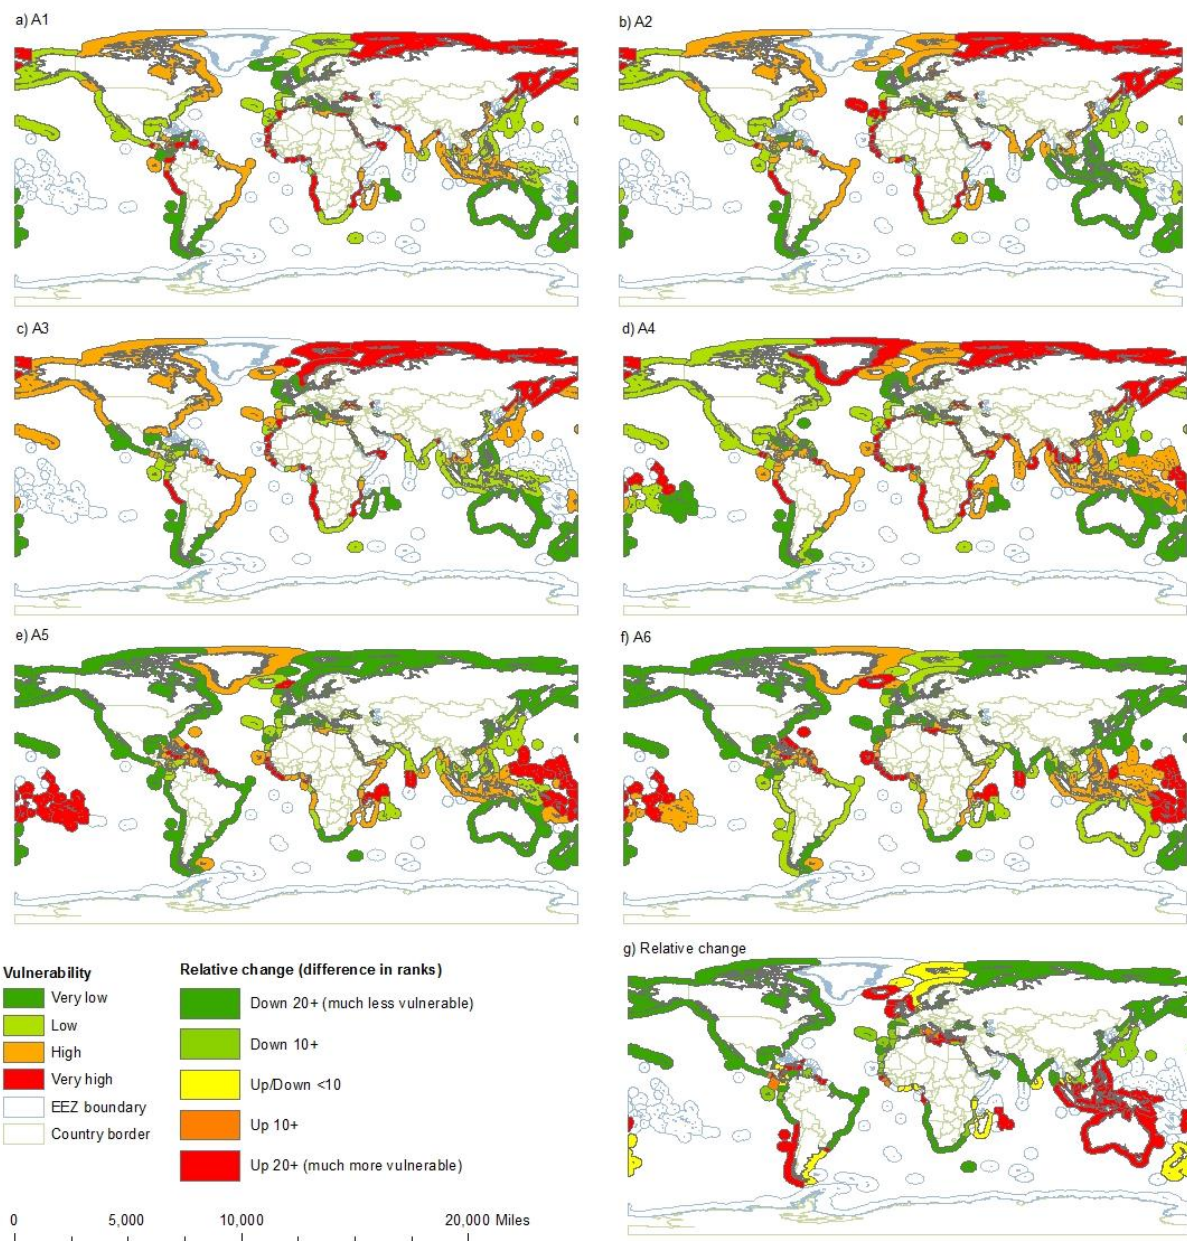 a) A1
b) A2
c) A3
d) A4
e) A5
f) A6
g) Relative change
Vulnerability
Very low
Low
High
Very high
EEZ boundary
Country border
Relative change (difference in ranks)
Down 20+ (much less vulnerable)
Down 10+
Up/Down <10
Up 10+
Up 20+ (much more vulnerable)
0 5,000 10,000 20,000 Miles